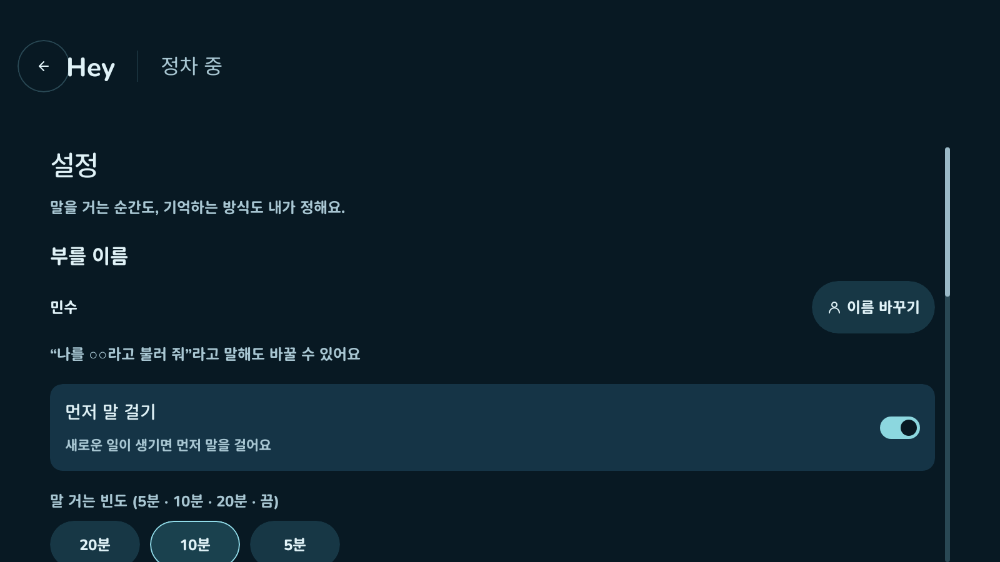 Hey
정차 중
설정
말을 거는 순간도, 기억하는 방식도 내가 정해요.
부를 이름
민수
이름 바꾸기
“나를 ○○라고 불러 줘”라고 말해도 바꿀 수 있어요
먼저 말 걸기
새로운 일이 생기면 먼저 말을 걸어요
말 거는 빈도 (5분 · 10분 · 20분 · 끔)
20분
10분
5분